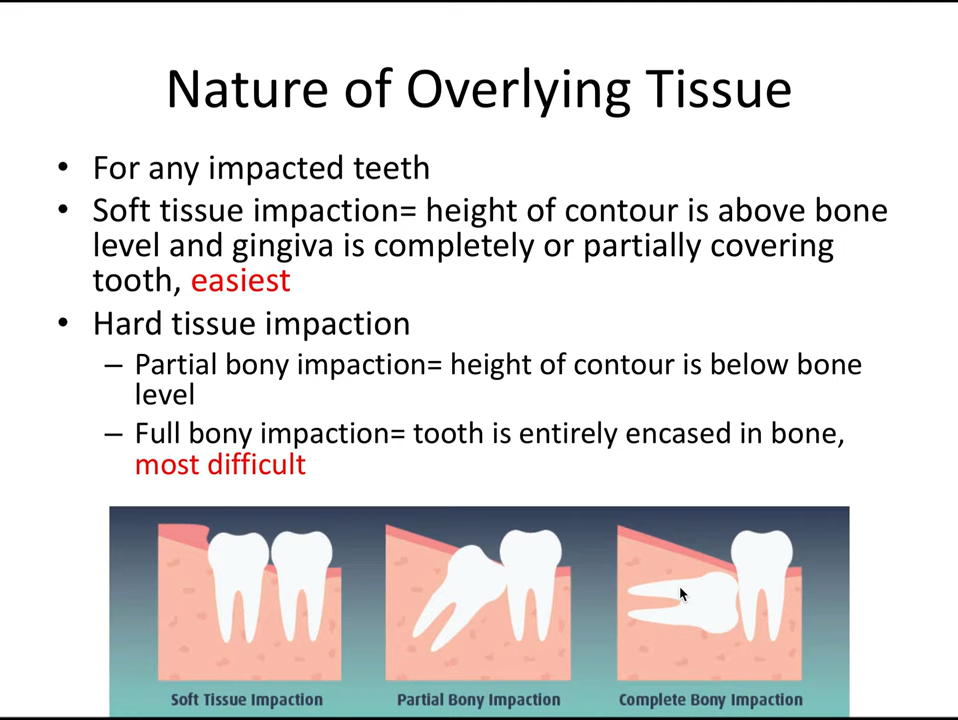 Nature of Overlying Tissue
• For any impacted teeth
• Soft tissue impaction= height of contour is above bone
level and gingiva is completely or partially covering
tooth, easiest
• Hard tissue impaction
– Partial bony impaction= height of contour is below bone
level
– Full bony impaction= tooth is entirely encased in bone,
most difficult
Soft Tissue Impaction
Partial Bony Impaction
Complete Bony Impaction